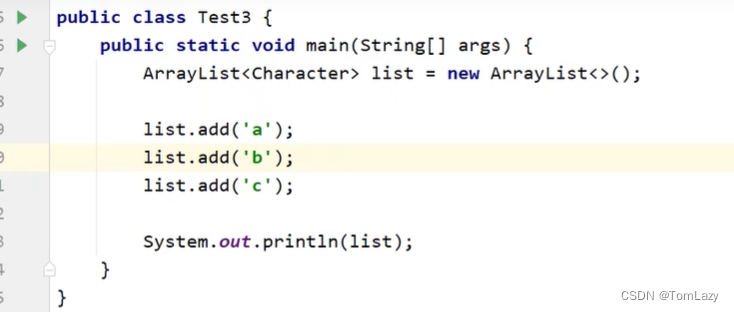 5 public class Test3 {
6 public static void main(String[] args) {
7 ArrayList<Character> list = new ArrayList<>();
8
9 list.add('a');
0 list.add('b');
1 list.add('c');
2
3 System.out.println(list);
4 }
5 }
CSDN @TomLazy